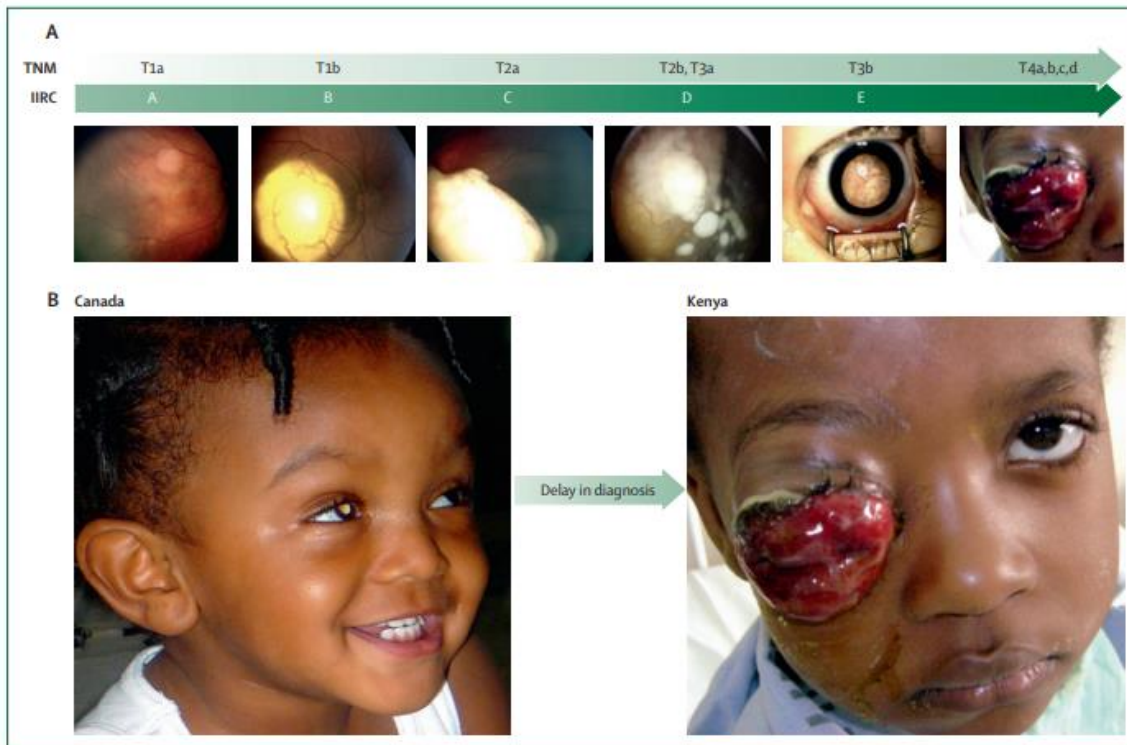 A
TNM T1a T1b T2a T2b, T3a T3b T4a,b,c,d
IIRC A B C D E
B Canada Kenya
Delay in diagnosis